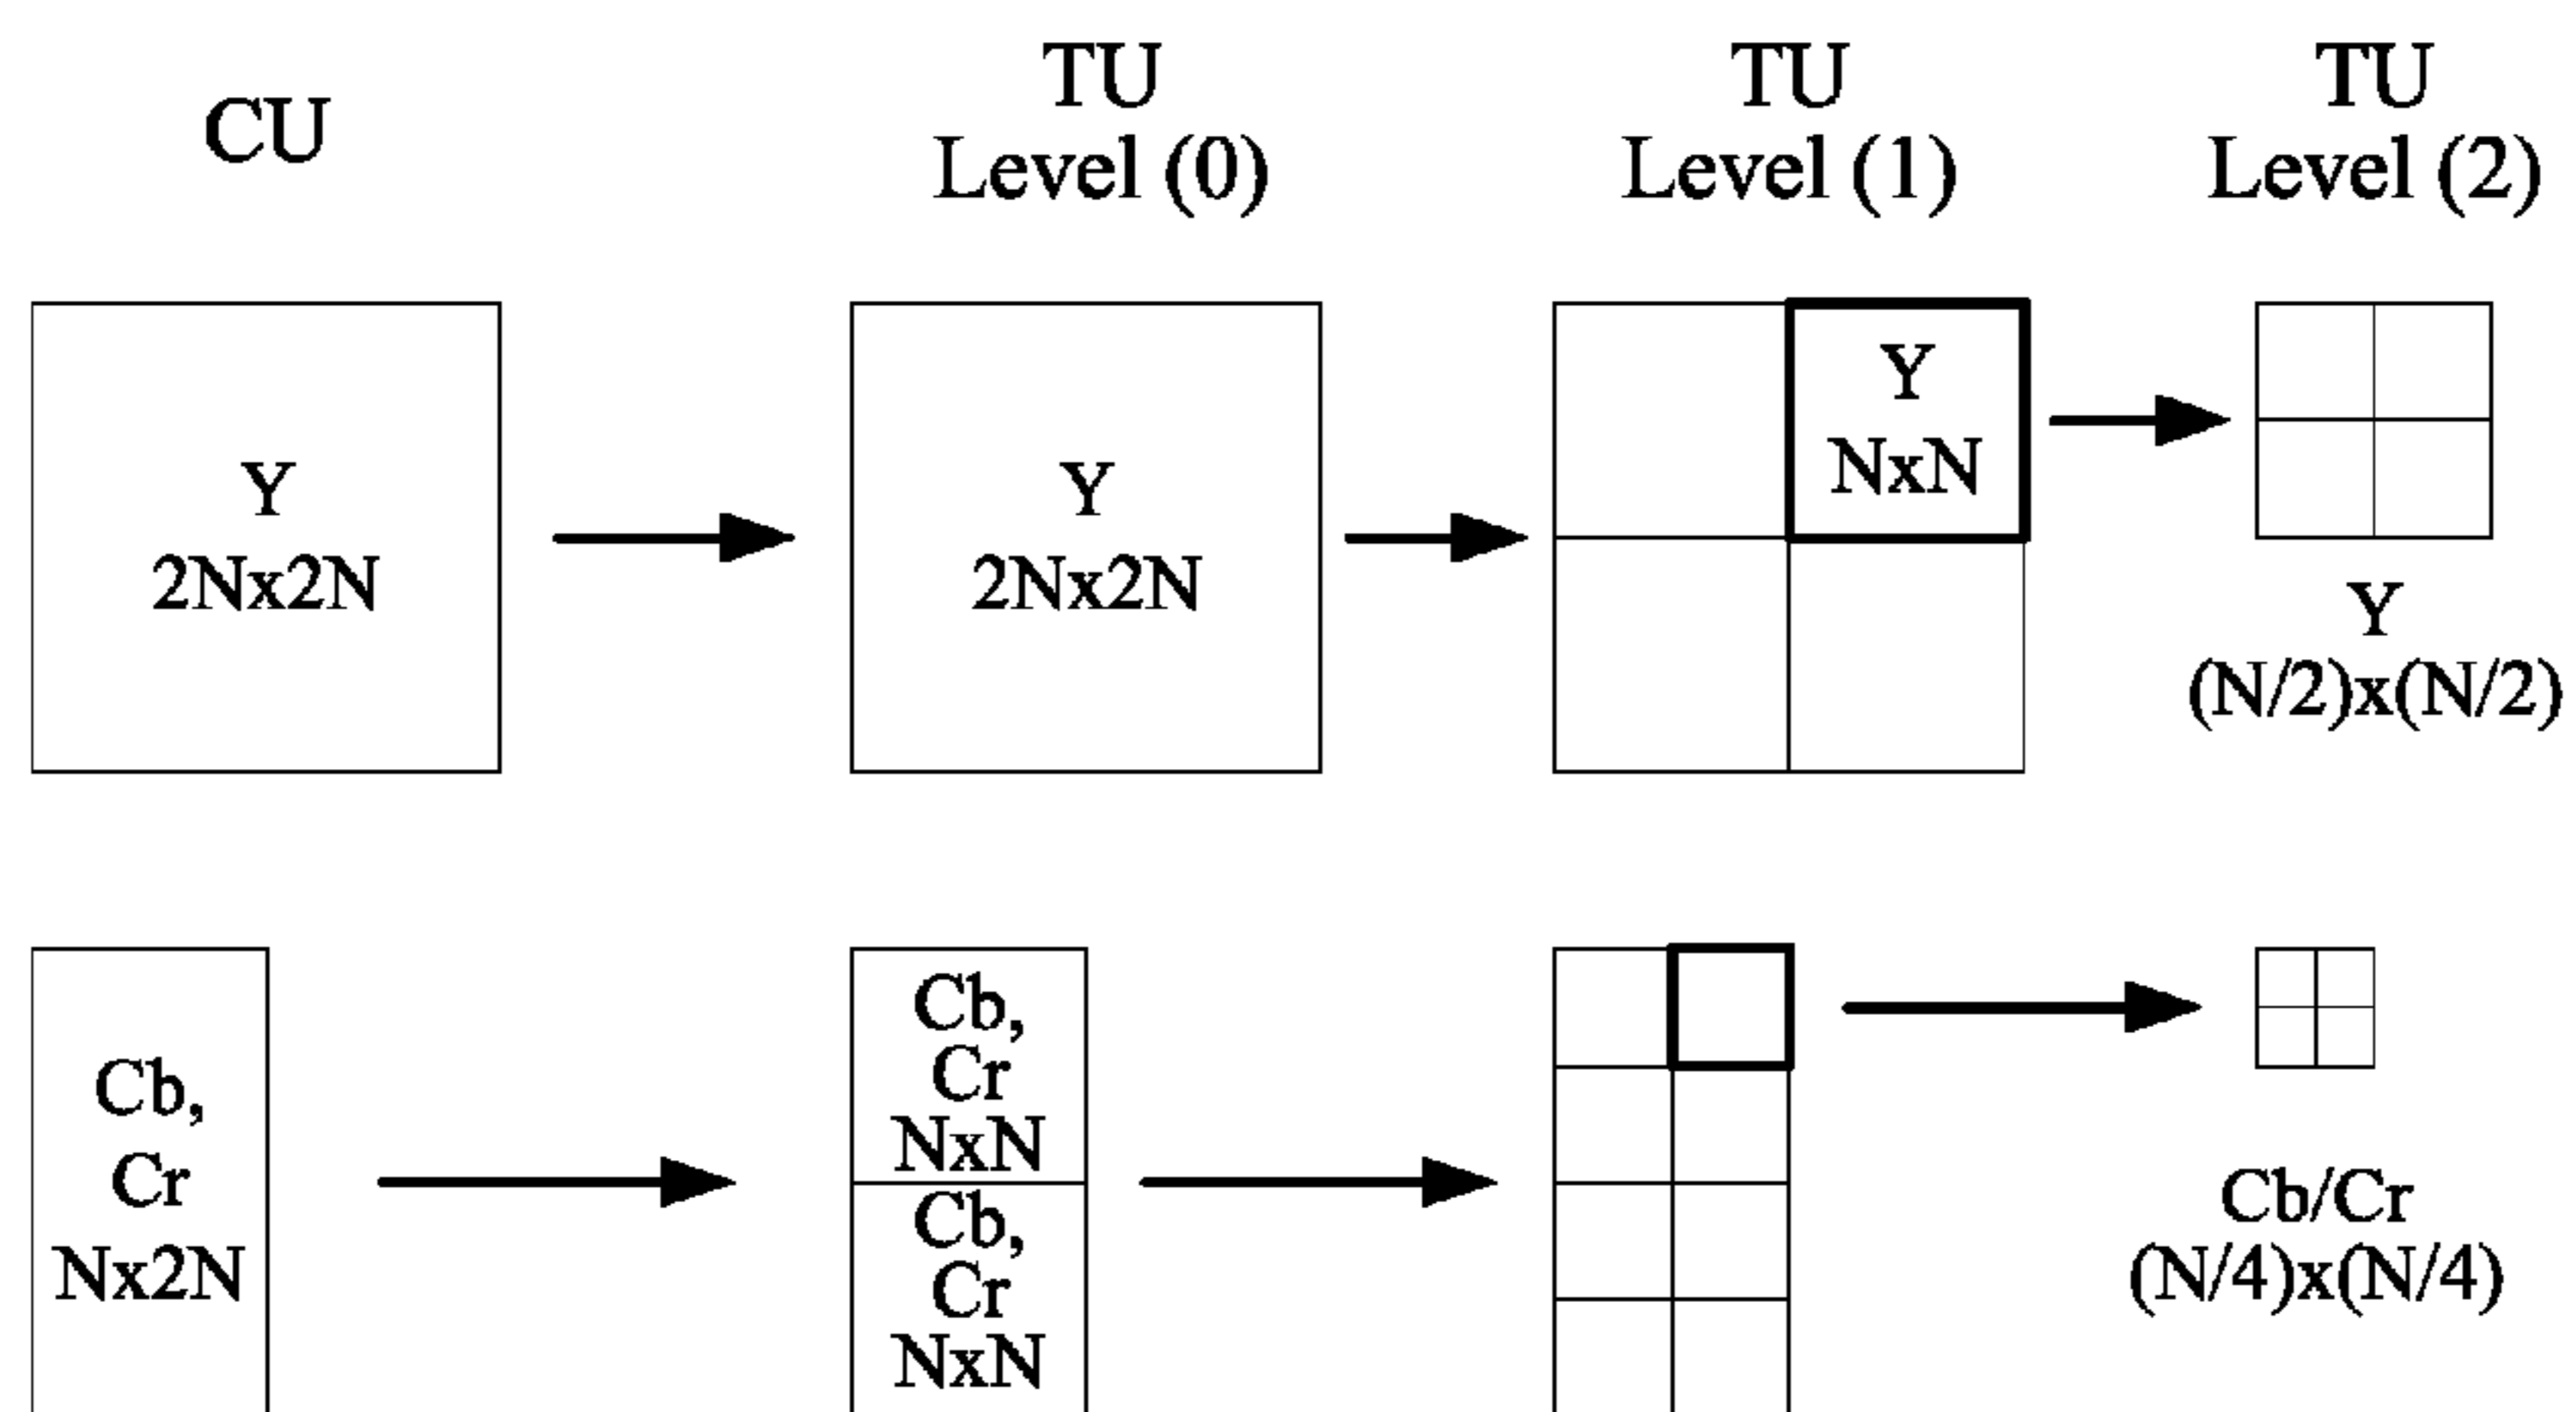 CU
TU
Level (0)
TU
Level (1)
TU
Level (2)
Y
2Nx2N
Y
2Nx2N
Y
NxN
Y
(N/2)x(N/2)
Cb,
Cr
Nx2N
Cb,
Cr
NxN
Cb,
Cr
NxN
Cb/Cr
(N/4)x(N/4)